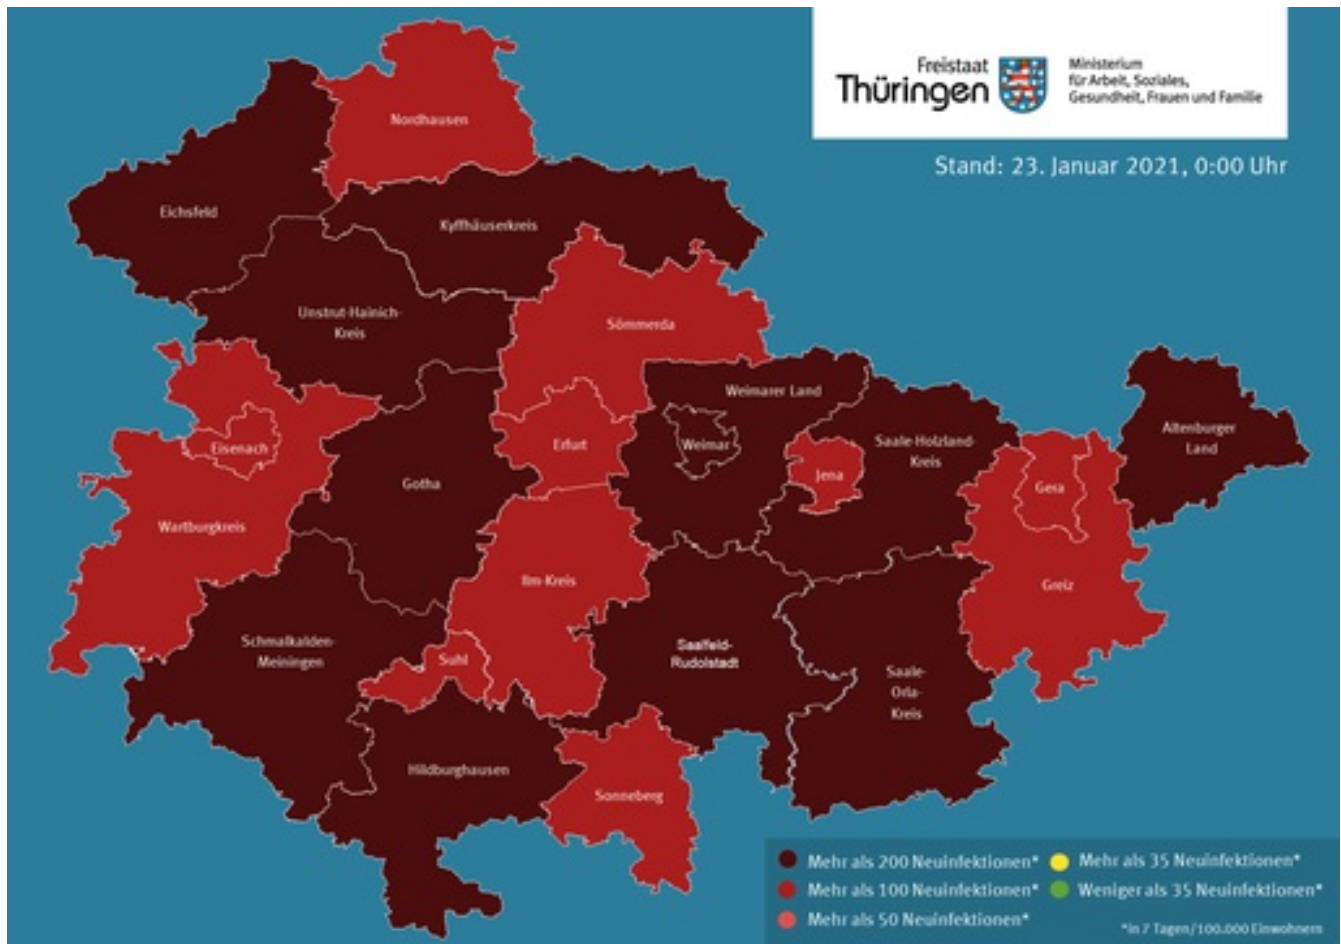 Freistaat
Thüringen
Ministerium
für Arbeit, Soziales,
Gesundheit, Frauen und Familie
Stand: 23. Januar 2021, 0:00 Uhr
Nordhausen
Eichsfeld
Kyffhäuserkreis
Unstrut-Hainich-
Kreis
Sömmerda
Weimarer Land
Eisenach
Erfurt
Weimar
Saale-Holzland-
Kreis
Altenburger
Land
Gotha
Jena
Gera
Wartburgkreis
Ilm-Kreis
Greiz
Schmalkalden-
Meiningen
Suhl
Saalfeld-
Rudolstadt
Saale-
Orla-
Kreis
Hildburghausen
Sonneberg
Mehr als 200 Neuinfektionen*
Mehr als 100 Neuinfektionen*
Mehr als 50 Neuinfektionen*
Mehr als 35 Neuinfektionen*
Weniger als 35 Neuinfektionen*
*in 7 Tagen/100.000 Einwohnern